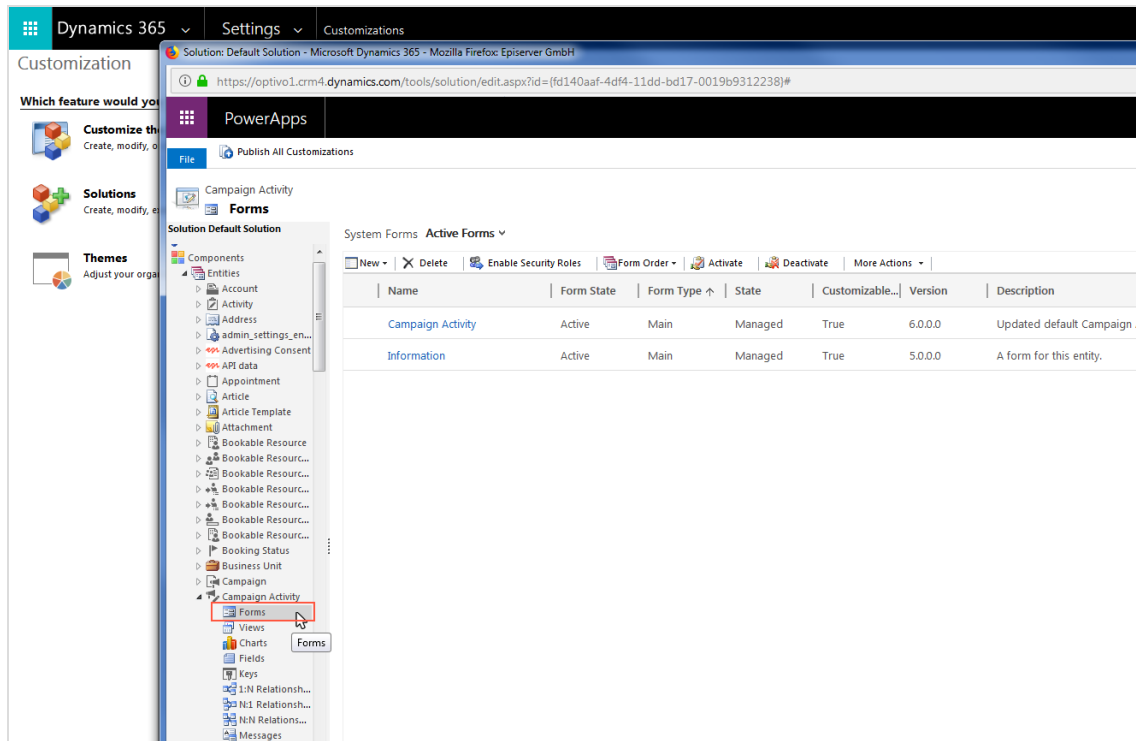 Dynamics 365 Settings Customizations
Customization
Which feature would you
Customize th
Create, modify, o
Solutions
Create, modify, e
Themes
Adjust your orga
Solution: Default Solution - Microsoft Dynamics 365 - Mozilla Firefox: Episerver GmbH
https://optivo1.crm4.dynamics.com/tools/solution/edit.aspx?id={fd140aaf-4df4-11dd-bd17-0019b9312238}#
PowerApps
File Publish All Customizations
Campaign Activity
Forms
Solution Default Solution
Components
Entities
Account
Activity
Address
admin_settings_en...
Advertising Consent
API data
Appointment
Article
Article Template
Attachment
Bookable Resource
Bookable Resourc...
Bookable Resourc...
Bookable Resourc...
Bookable Resourc...
Bookable Resourc...
Bookable Resourc...
Booking Status
Business Unit
Campaign
Campaign Activity
Forms
Views
Charts
Forms
Fields
Keys
1:N Relationsh...
N:1 Relationsh...
N:N Relations...
Messages
System Forms Active Forms
New Delete Enable Security Roles Form Order Activate Deactivate More Actions
Name Form State Form Type State Customizable... Version Description
Campaign Activity Active Main Managed True 6.0.0.0 Updated default Campaign
Information Active Main Managed True 5.0.0.0 A form for this entity.